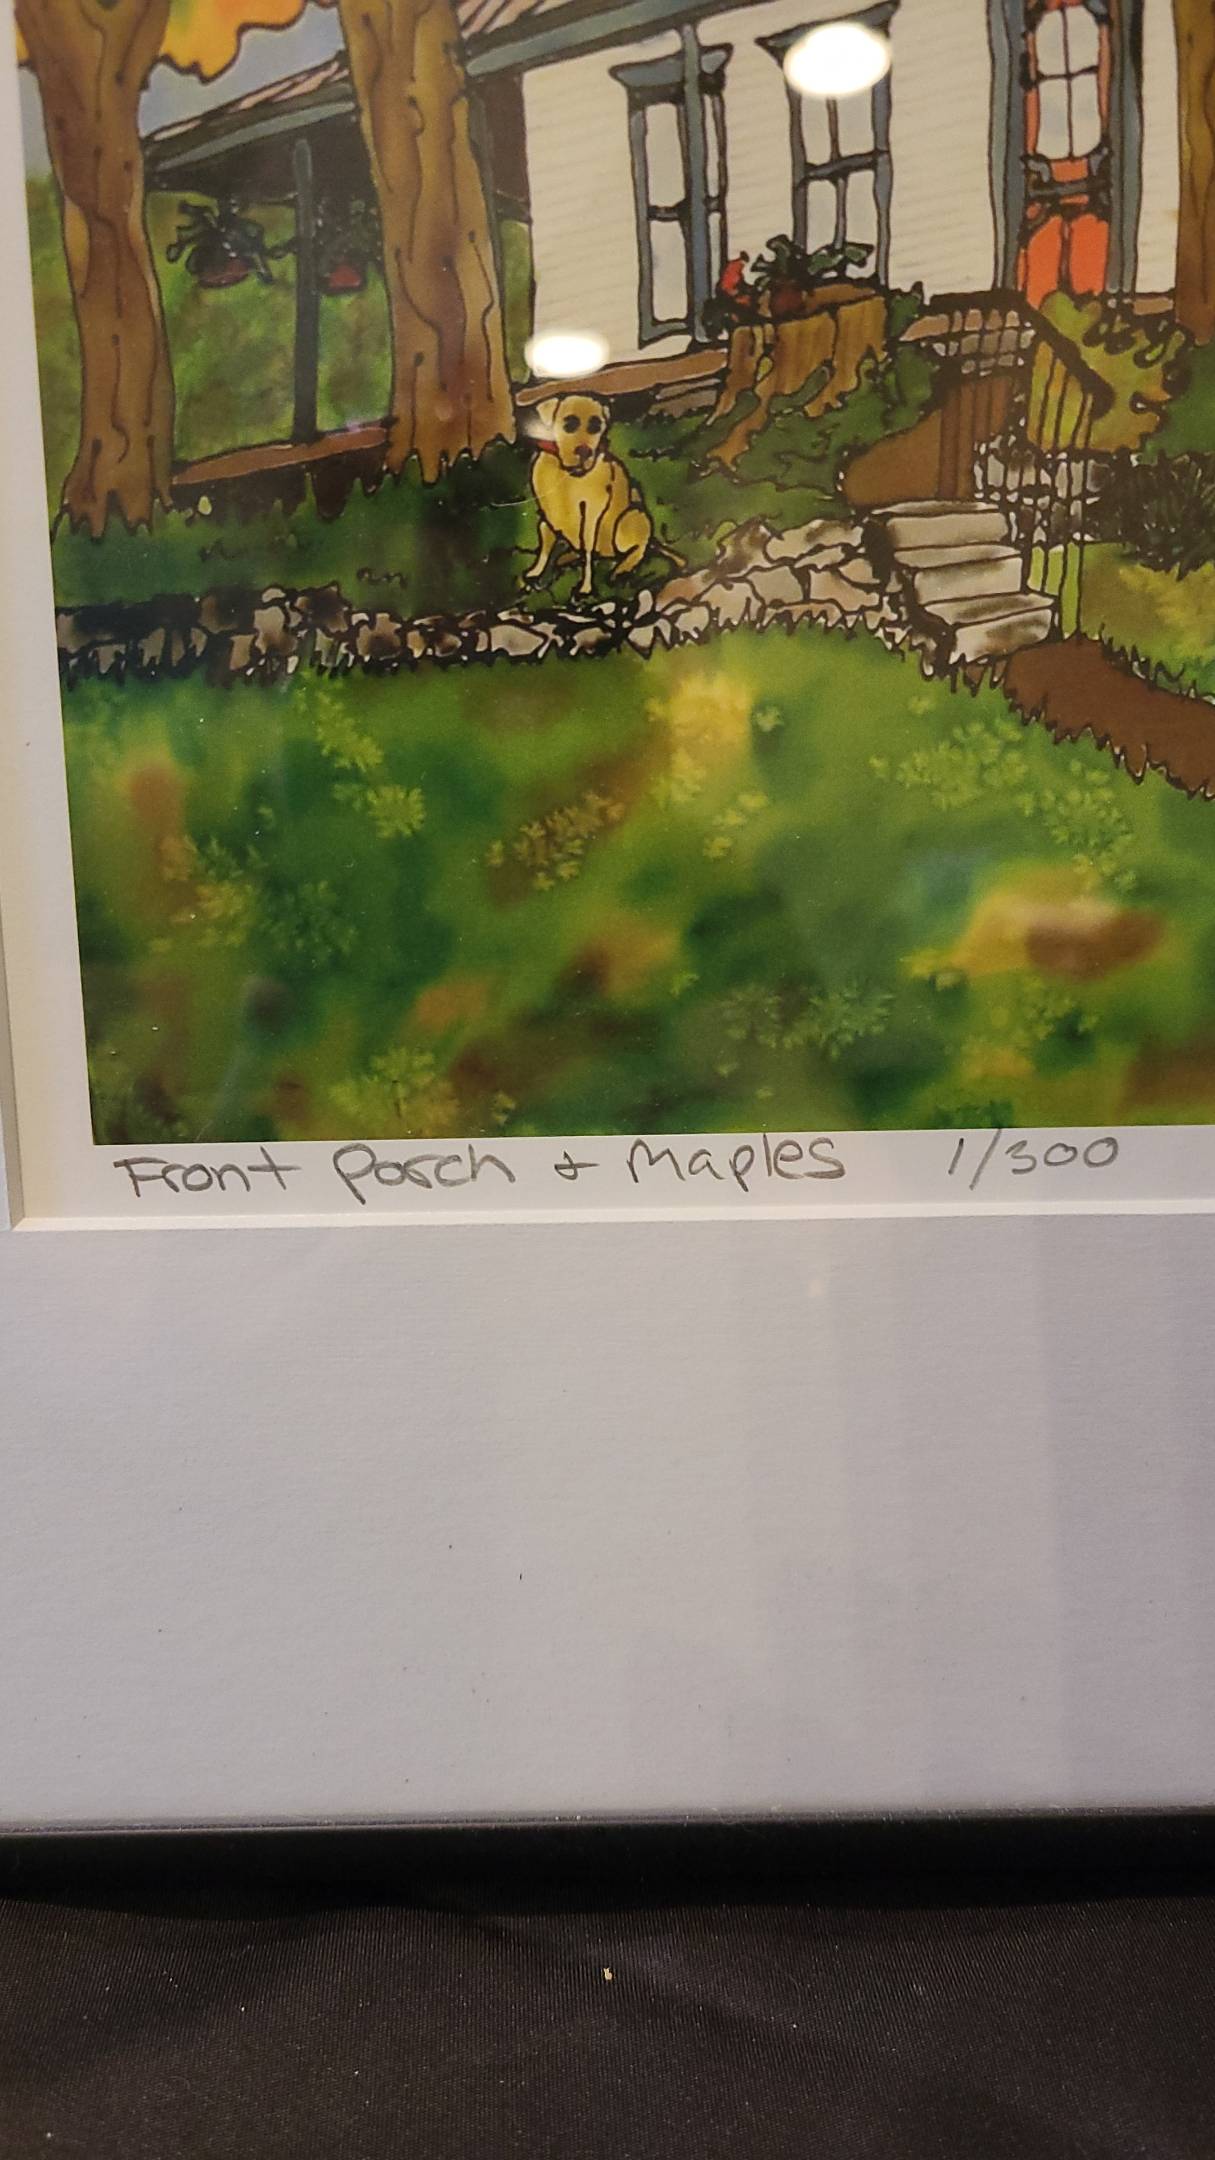 Front Porch & Maples 1/300